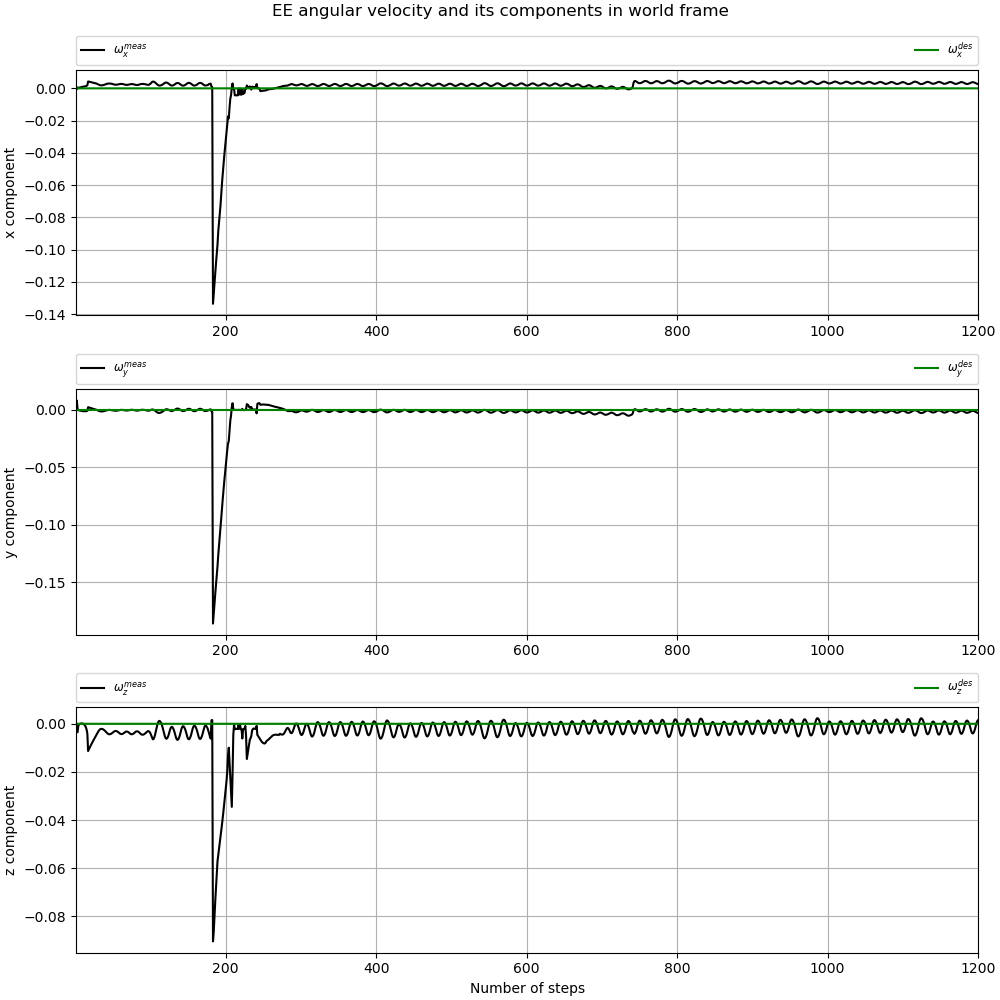 EE angular velocity and its components in world frame
ω_x^meas ω_x^des
0.00
−0.02
−0.04
−0.06
−0.08
−0.10
−0.12
−0.14
x component
200 400 600 800 1000 1200
ω_y^meas ω_y^des
0.00
−0.05
−0.10
−0.15
y component
200 400 600 800 1000 1200
ω_z^meas ω_z^des
0.00
−0.02
−0.04
−0.06
−0.08
z component
200 400 600 800 1000 1200
Number of steps